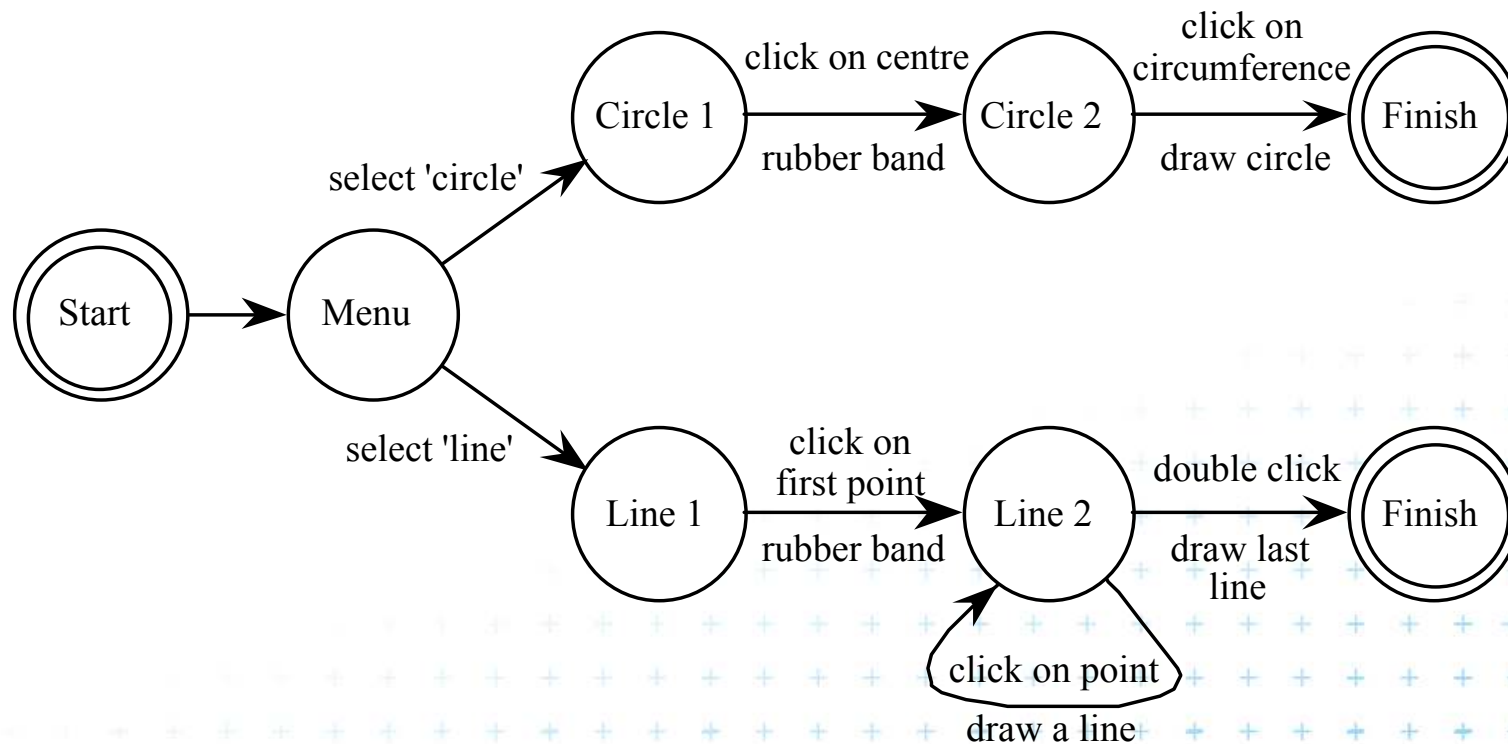 click on centre
click on
circumference
Circle 1
Circle 2
Finish
rubber band
draw circle
select 'circle'
Start
Menu
select 'line'
click on
first point
double click
Line 1
Line 2
Finish
rubber band
draw last
line
click on point
draw a line